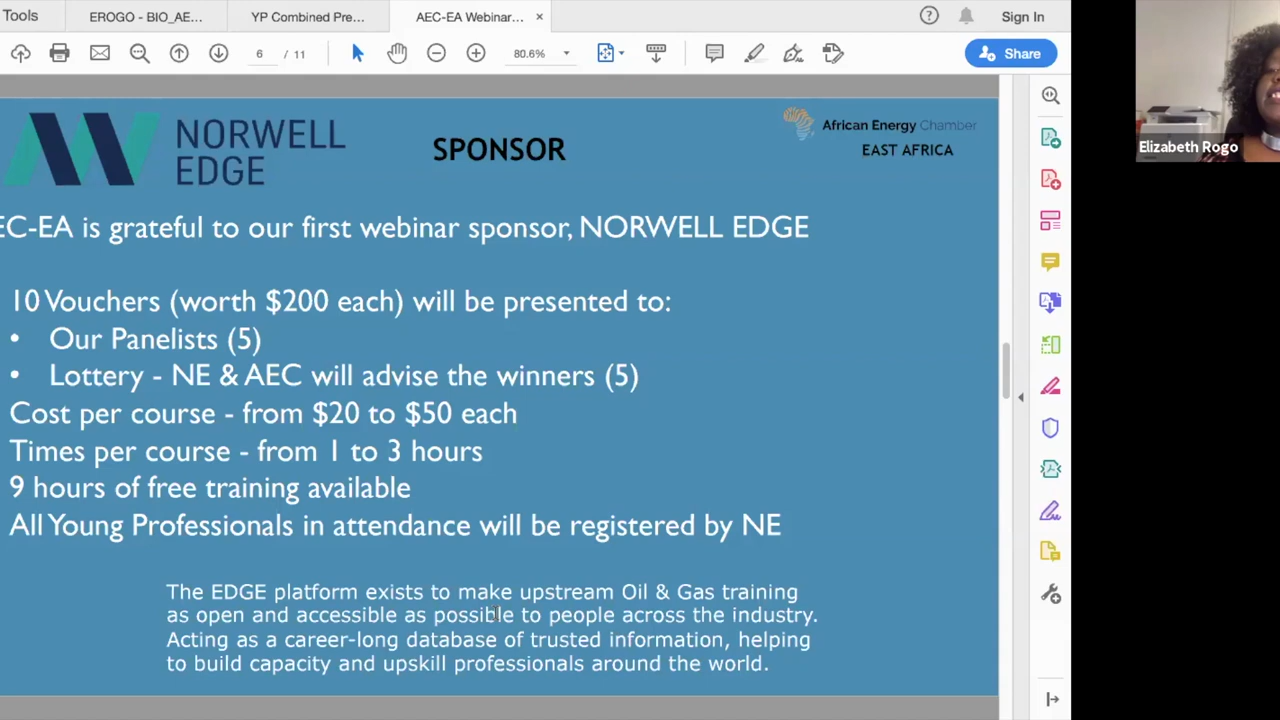 Tools
EROGO - BIO_AE...
YP Combined Pre...
AEC-EA Webinar...
Sign In
6 / 11
80.6%
Share
NORWELL
EDGE
SPONSOR
African Energy Chamber
EAST AFRICA
Elizabeth Rogo
EC-EA is grateful to our first webinar sponsor, NORWELL EDGE
10 Vouchers (worth $200 each) will be presented to:
• Our Panelists (5)
• Lottery - NE & AEC will advise the winners (5)
Cost per course - from $20 to $50 each
Times per course - from 1 to 3 hours
9 hours of free training available
All Young Professionals in attendance will be registered by NE
The EDGE platform exists to make upstream Oil & Gas training
as open and accessible as possible to people across the industry.
Acting as a career-long database of trusted information, helping
to build capacity and upskill professionals around the world.